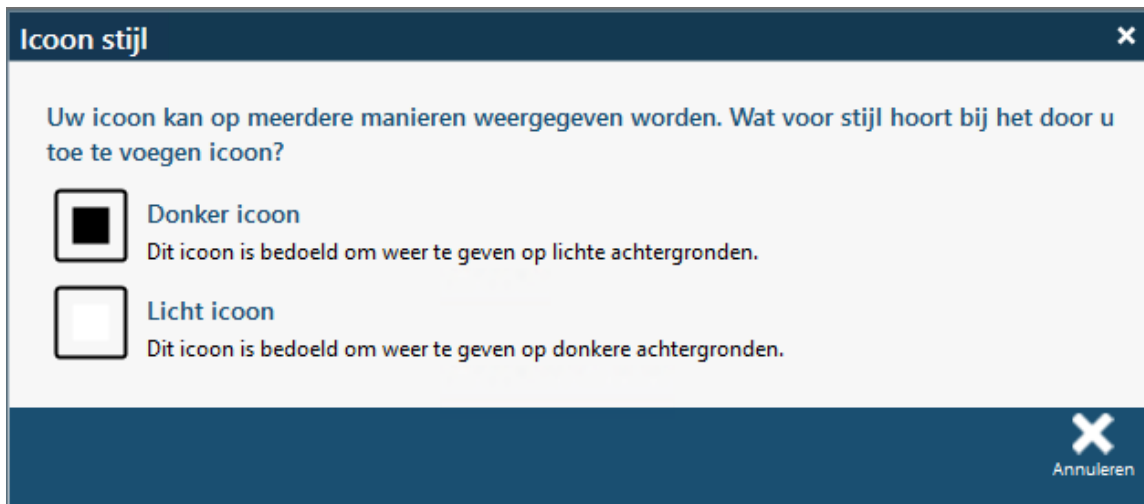 Icoon stijl
Uw icoon kan op meerdere manieren weergegeven worden. Wat voor stijl hoort bij het door u
toe te voegen icoon?
Donker icoon
Dit icoon is bedoeld om weer te geven op lichte achtergronden.
Licht icoon
Dit icoon is bedoeld om weer te geven op donkere achtergronden.
Annuleren